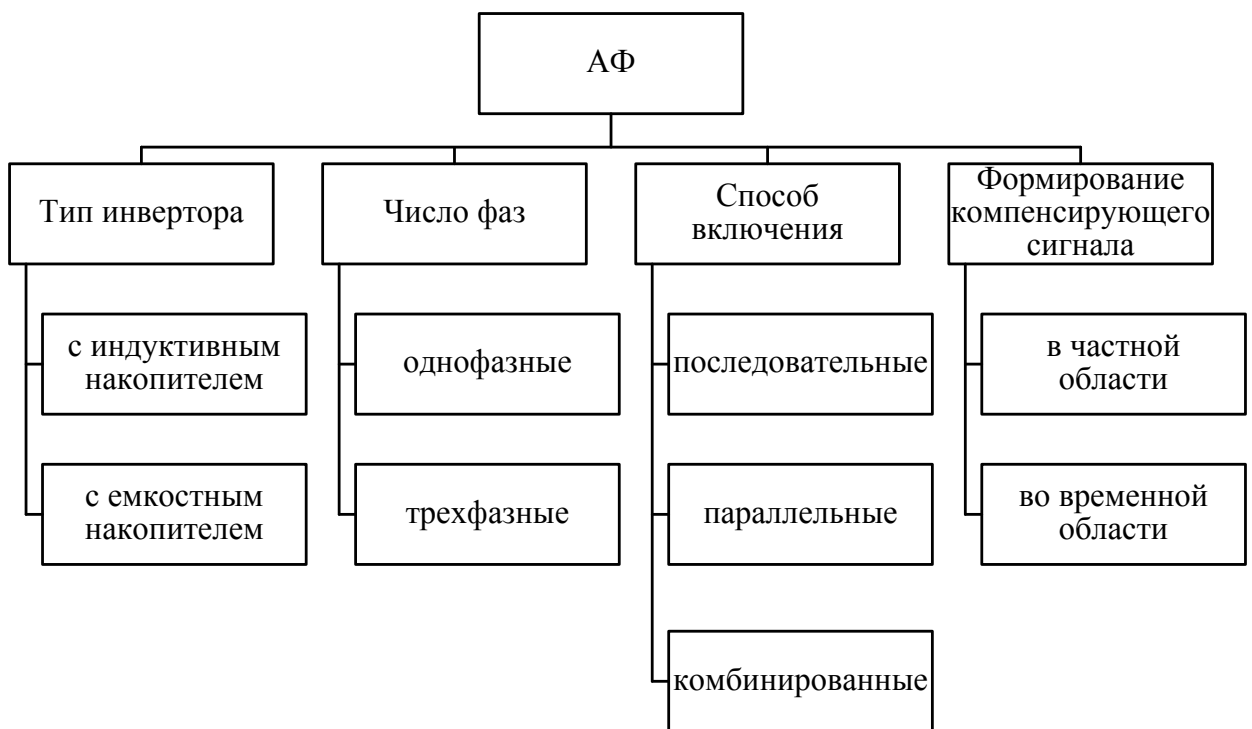 АФ
Тип инвертора
Число фаз
Способ
включения
Формирование
компенсирующего
сигнала
с индуктивным
накопителем
однофазные
последовательные
в частной
области
с емкостным
накопителем
трехфазные
параллельные
во временной
области
комбинированные